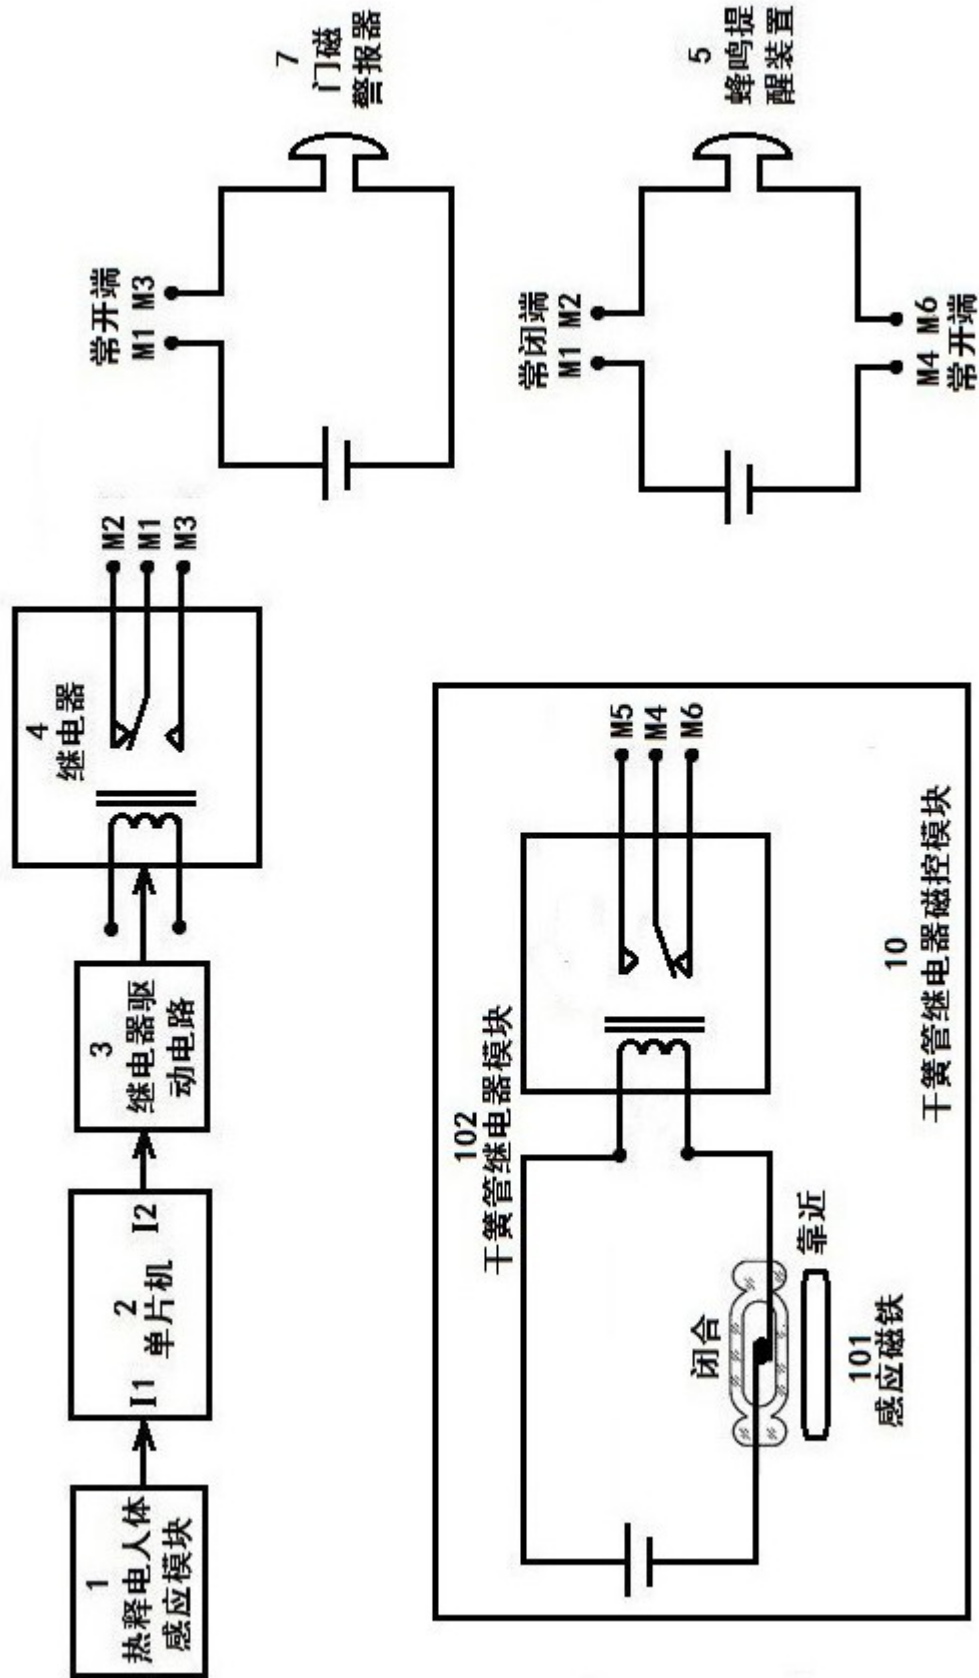 1
热释电人体
感应模块
I1
2
单片机
I2
3
继电器驱
动电路
4
继电器
M2
M1
M3
常开端
M1 M3
7
门磁
警报器
102
干簧管继电器模块
闭合
靠近
101
感应磁铁
M5
M4
M6
10
干簧管继电器磁控模块
常闭端
M1 M2
5
蜂鸣提
醒装置
M4 M6
常开端